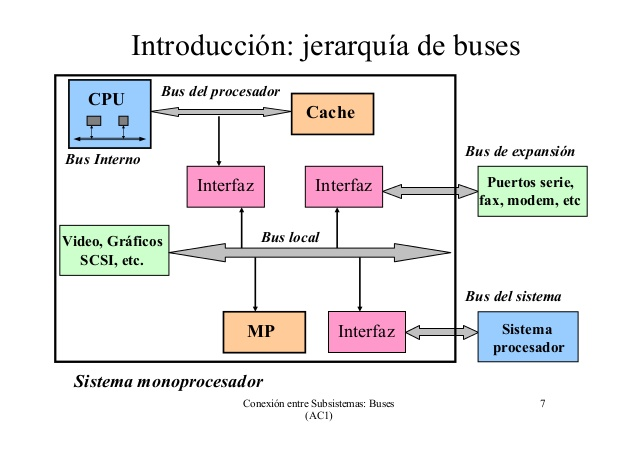 Introducción: jerarquía de buses
CPU
Bus del procesador
Cache
Bus Interno
Bus de expansión
Interfaz
Interfaz
Puertos serie,
fax, modem, etc
Video, Gráficos
SCSI, etc.
Bus local
Bus del sistema
MP
Interfaz
Sistema
procesador
Sistema monoprocesador
Conexión entre Subsistemas: Buses
(AC1)
7